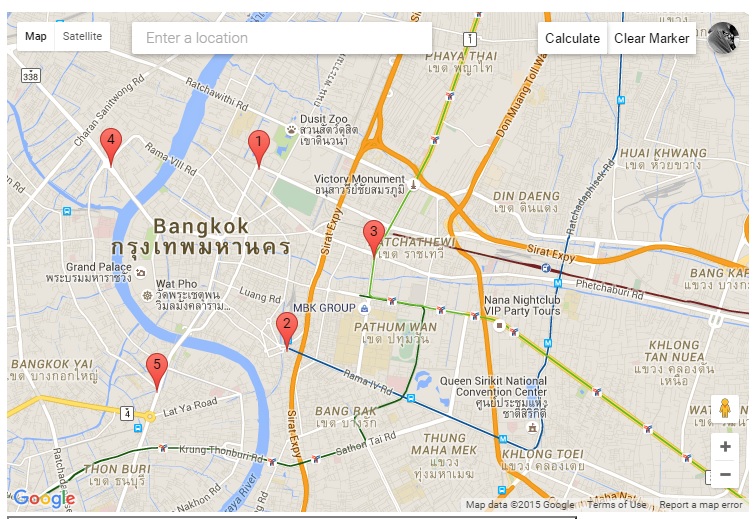 Map
Satellite
Enter a location
Calculate
Clear Marker
1
PHAYA THAI
เขต พญาไท
338
Charan Sanitwong Rd
Ratchawithi Rd
Don Muang Toll Way
Dusit Zoo
สวนสัตว์ดุสิต
เขาดินวนา
4
1
Rama VIII Rd
HUAI KHWANG
เขต ห้วยขวาง
Victory Monument
อนุสาวรีย์ชัยสมรภูมิ
DIN DAENG
เขต ดินแดง
Ratchadaphisek Rd
Sirat Expy
Bangkok
กรุงเทพมหานคร
3
RATCHATHEWI
เขต ราชเทวี
Sirat Expy
Grand Palace
พระบรมมหาราชวัง
Wat Pho
วัดพระเชตุพน
วิมลมังคลาราม...
Luang Rd
Phetchaburi Rd
BANG KAPI
MBK GROUP
Nana Nightclub
VIP Party Tours
2
PATHUM WAN
เขต ปทุมวัน
KHLONG
TAN NUEA
แขวง
คลองตัน
เหนือ
BANGKOK YAI
เขต บางกอกใหญ่
5
Rama IV Rd
Queen Sirikit National
Convention Center
ศูนย์ประชุมแห่ง
ชาติสิริกิติ์
4
Lat Ya Road
BANG RAK
เขต บางรัก
Sirat Expy
Sathon Tai Rd
Krung Thonburi Rd
THUNG
MAHA MEK
แขวง
ทุ่งมหาเมฆ
KHLONG TOEI
แขวง คลองเตย
THON BURI
เขต ธนบุรี
Google
Map data ©2015 Google
Terms of Use
Report a map error